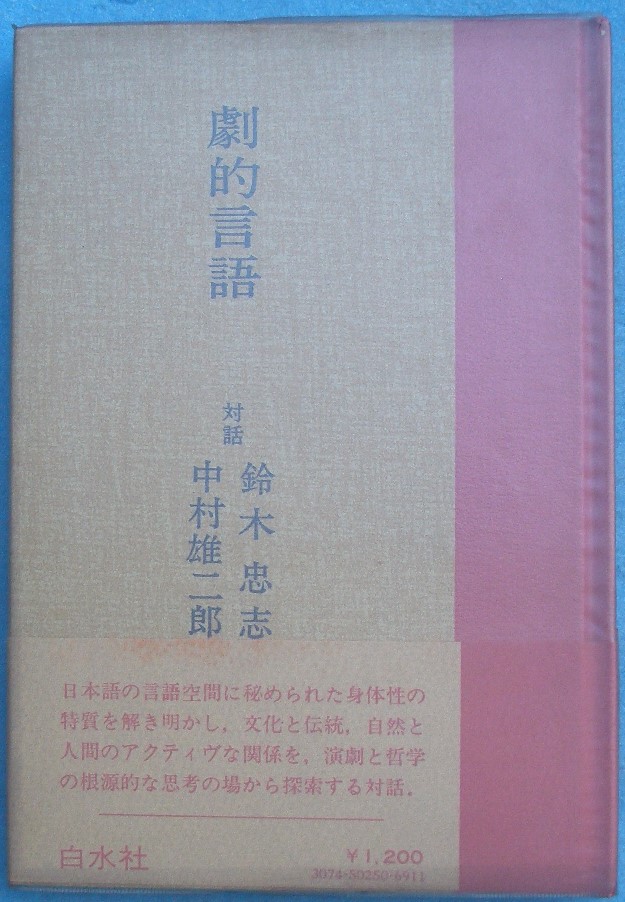 劇的言語
対話
鈴木忠志
中村雄二郎
日本語の言語空間に秘められた身体性の
特質を解き明かし，文化と伝統，自然と
人間のアクティヴな関係を，演劇と哲学
の根源的な思考の場から探索する対話．
白水社
￥1,200
3074-50250-6911